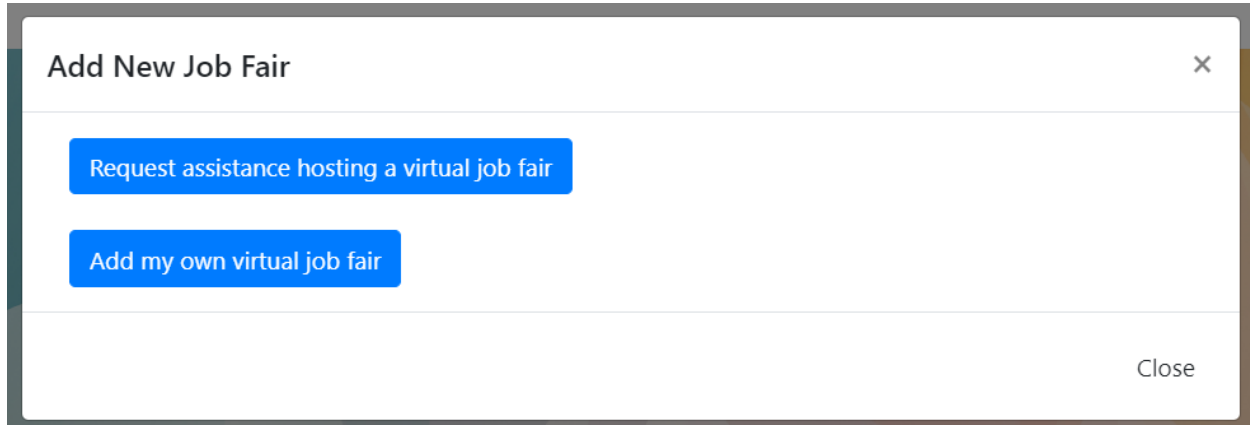 Add New Job Fair
×
Request assistance hosting a virtual job fair
Add my own virtual job fair
Close